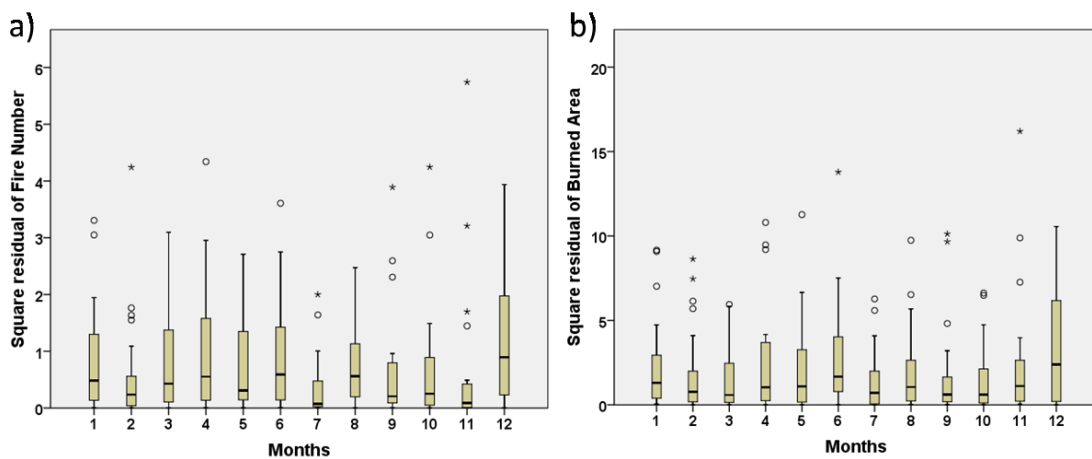 a)
Square residual of Fire Number
6
5
4
3
2
1
0
1 2 3 4 5 6 7 8 9 10 11 12
Months
b)
Square residual of Burned Area
20
15
10
5
0
1 2 3 4 5 6 7 8 9 10 11 12
Months